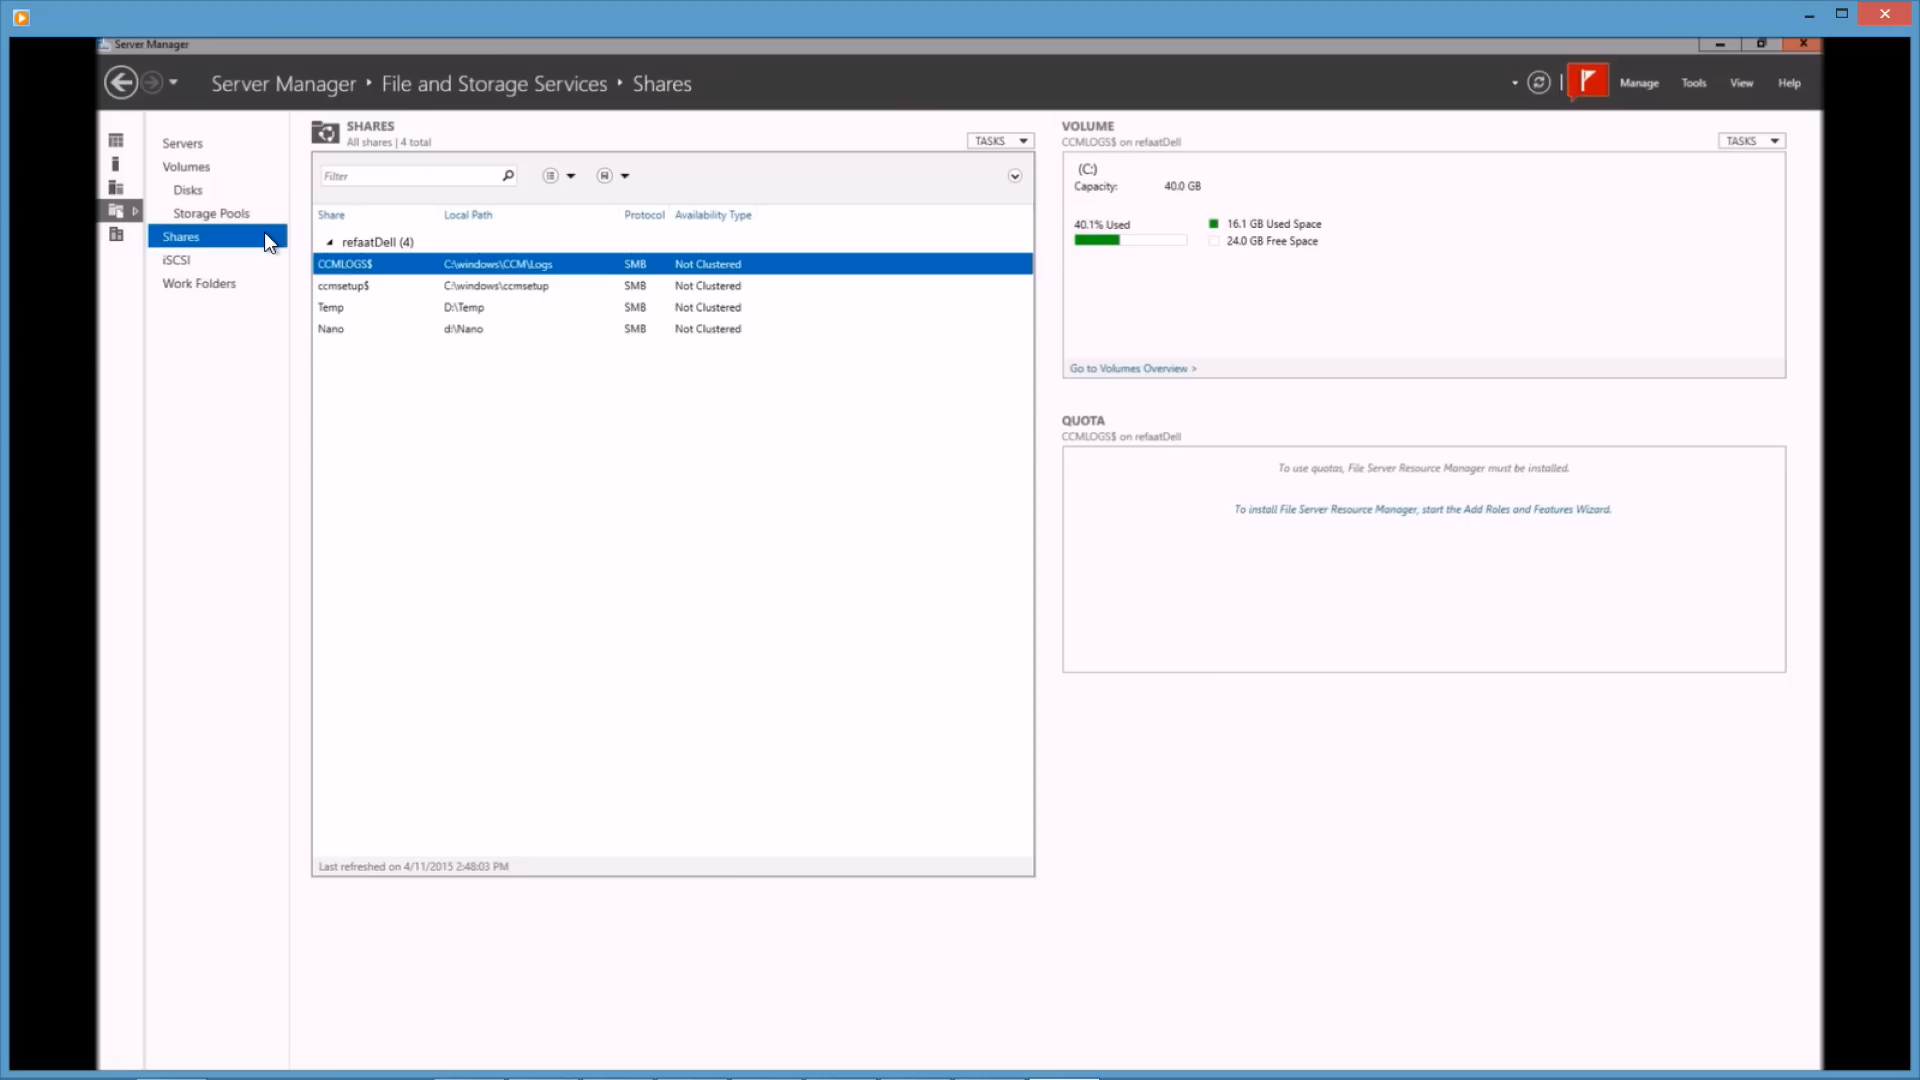 Server Manager
Server Manager ‣ File and Storage Services ‣ Shares
Manage Tools View Help
Servers
Volumes
Disks
Storage Pools
Shares
iSCSI
Work Folders
SHARES
All shares | 4 total
TASKS
Filter
Share Local Path Protocol Availability Type
refaatDell (4)
CCMLOGS$ C:\windows\CCM\Logs SMB Not Clustered
ccmsetup$ C:\windows\ccmsetup SMB Not Clustered
Temp D:\Temp SMB Not Clustered
Nano d:\Nano SMB Not Clustered
Last refreshed on 4/11/2015 2:48:03 PM
VOLUME
CCMLOGS$ on refaatDell
TASKS
(C:)
Capacity: 40.0 GB
40.1% Used
16.1 GB Used Space
24.0 GB Free Space
Go to Volumes Overview >
QUOTA
CCMLOGS$ on refaatDell
To use quotas, File Server Resource Manager must be installed.
To install File Server Resource Manager, start the Add Roles and Features Wizard.